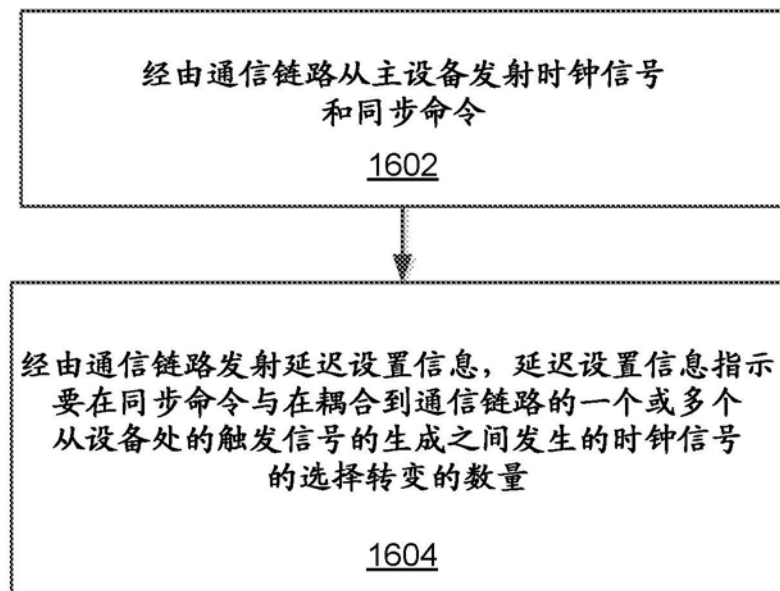 经由通信链路从主设备发射时钟信号
和同步命令
1602
经由通信链路发射延迟设置信息，延迟设置信息指示
要在同步命令与在耦合到通信链路的一个或多个
从设备处的触发信号的生成之间发生的时钟信号
的选择转变的数量
1604